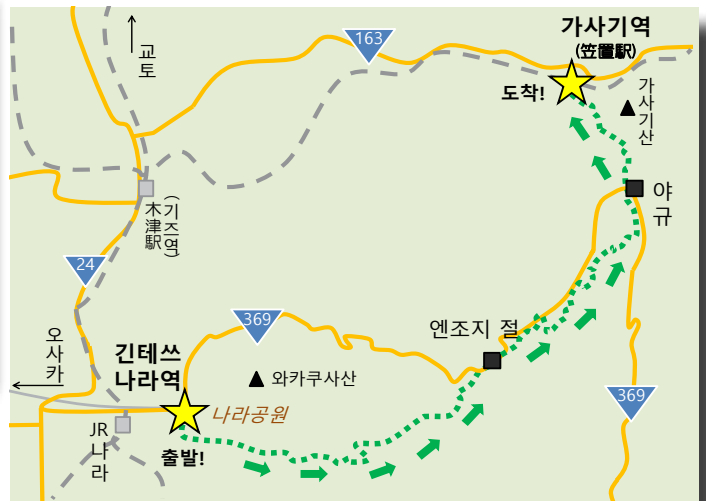 가사기역
(笠置駅)
163
교토
도착!
가사기산
야규
(기즈역)
木津駅
24
369
엔조지 절
오사카
긴테쓰
나라역
와카쿠사산
369
나라공원
JR
나라
출발!